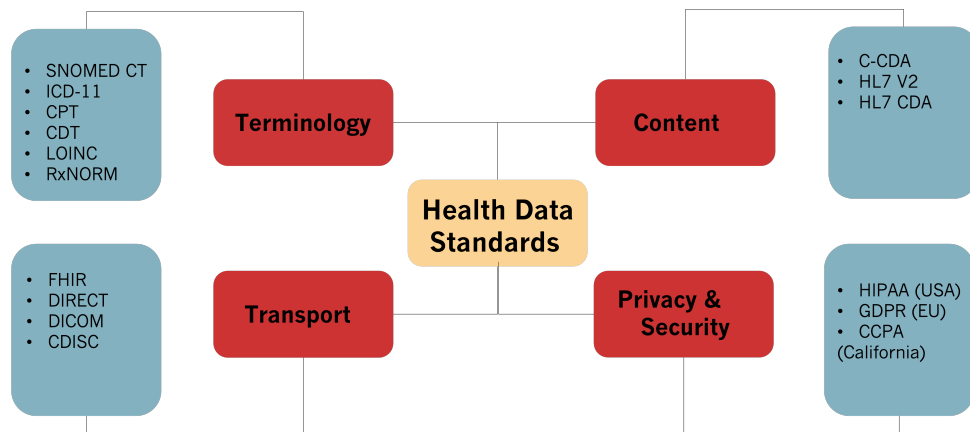 • SNOMED CT
• ICD-11
• CPT
• CDT
• LOINC
• RxNORM
Terminology
Content
• C-CDA
• HL7 V2
• HL7 CDA
Health Data
Standards
• FHIR
• DIRECT
• DICOM
• CDISC
Transport
Privacy &
Security
• HIPAA (USA)
• GDPR (EU)
• CCPA
(California)